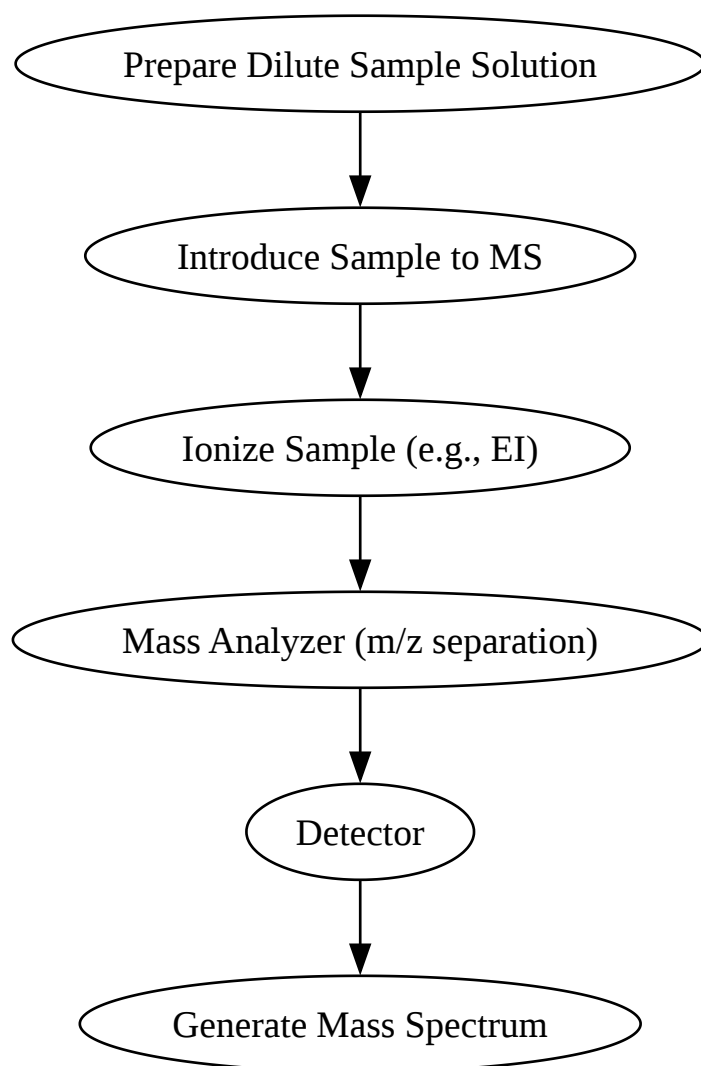 Prepare Dilute Sample Solution
Introduce Sample to MS
Ionize Sample (e.g., EI)
Mass Analyzer (m/z separation)
Detector
Generate Mass Spectrum